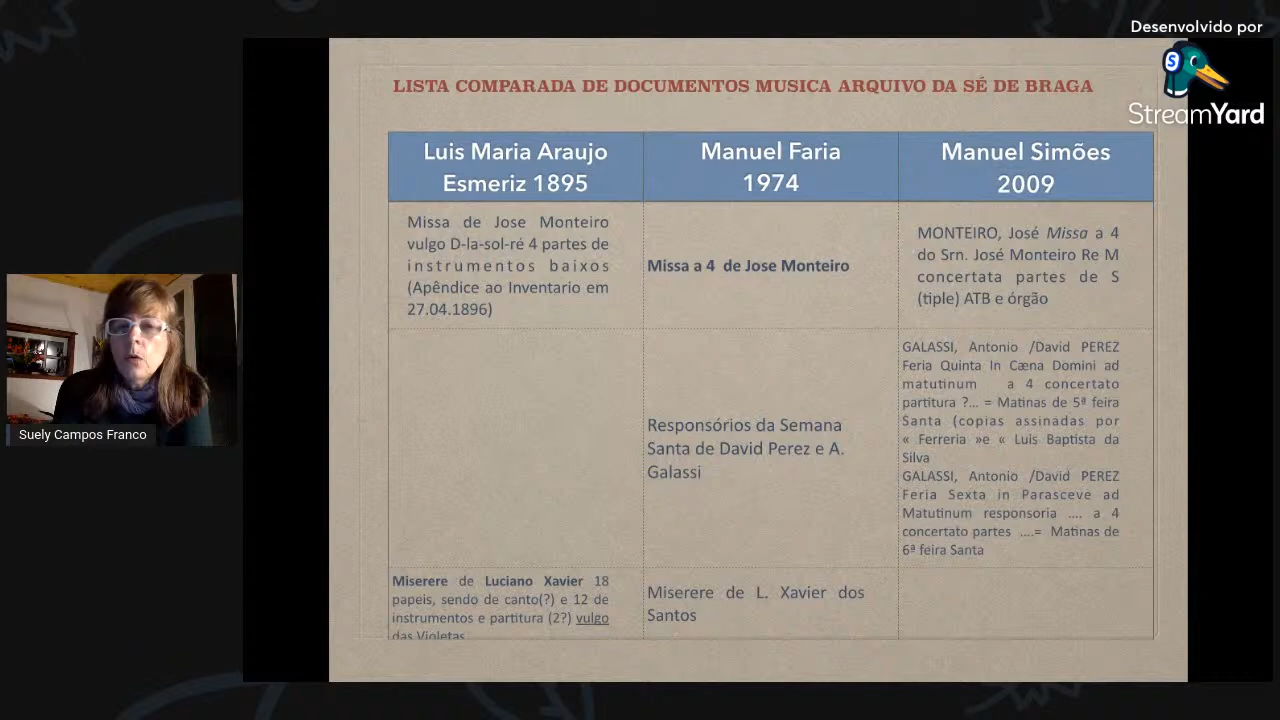 Desenvolvido por
StreamYard
LISTA COMPARADA DE DOCUMENTOS MUSICA ARQUIVO DA SÉ DE BRAGA
Luis Maria Araujo
Esmeriz 1895
Manuel Faria
1974
Manuel Simões
2009
Missa de Jose Monteiro
vulgo D-la-sol-ré 4 partes de
instrumentos baixos
(Apêndice ao Inventario em
27.04.1896)
Missa a 4 de Jose Monteiro
MONTEIRO, José Missa a 4
do Srn. José Monteiro Re M
concertata partes de S
(tiple) ATB e órgão
Responsórios da Semana
Santa de David Perez e A.
Galassi
GALASSI, Antonio /David PEREZ
Feria Quinta In Cæna Domini ad
matutinum a 4 concertato
partitura ?... = Matinas de 5ª feira
Santa (copias assinadas por
« Ferreria »e « Luis Baptista da
Silva
GALASSI, Antonio /David PEREZ
Feria Sexta in Parasceve ad
Matutinum responsoria .... a 4
concertato partes ....= Matinas de
6ª feira Santa
Miserere de Luciano Xavier 18
papeis, sendo de canto(?) e 12 de
instrumentos e partitura (2?) vulgo
das Violetas
Miserere de L. Xavier dos
Santos
Suely Campos Franco